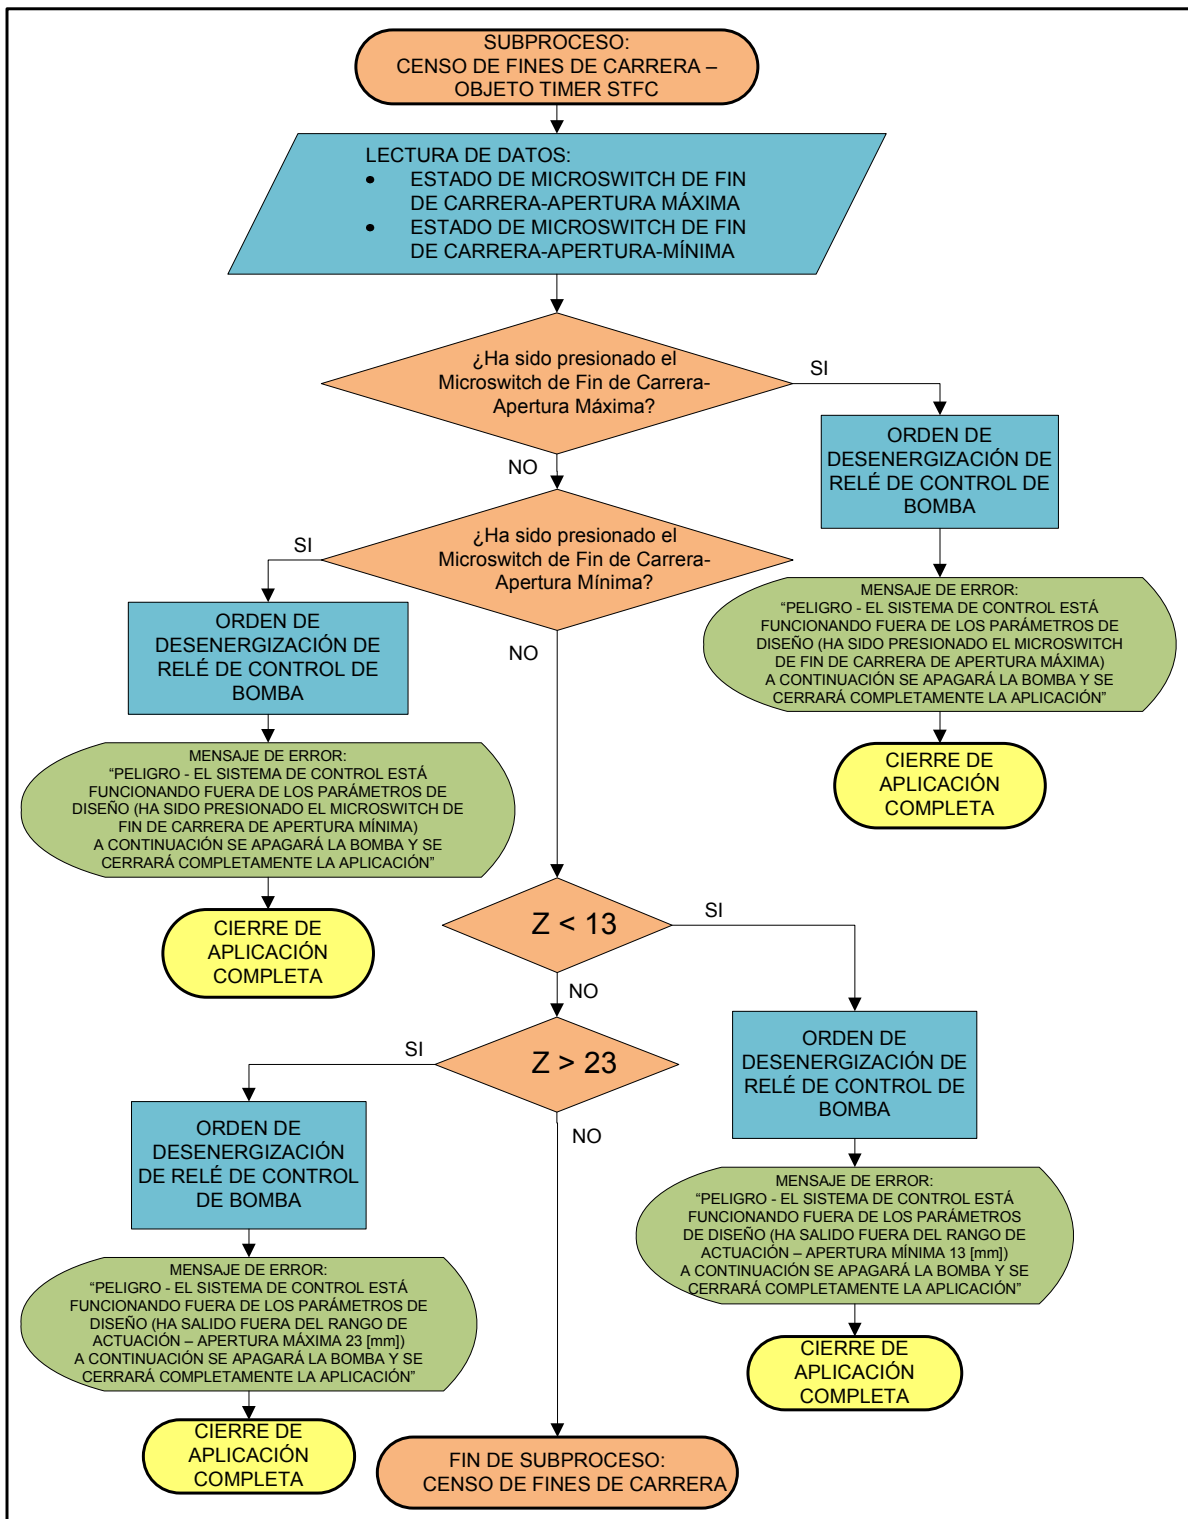 SUBPROCESO:
CENSO DE FINES DE CARRERA –
OBJETO TIMER STFC
LECTURA DE DATOS:
• ESTADO DE MICROSWITCH DE FIN
DE CARRERA-APERTURA MÁXIMA
• ESTADO DE MICROSWITCH DE FIN
DE CARRERA-APERTURA-MÍNIMA
¿Ha sido presionado el
Microswitch de Fin de Carrera-
Apertura Máxima?
SI
NO
ORDEN DE
DESENERGIZACIÓN DE
RELÉ DE CONTROL DE
BOMBA
MENSAJE DE ERROR:
“PELIGRO - EL SISTEMA DE CONTROL ESTÁ
FUNCIONANDO FUERA DE LOS PARÁMETROS DE
DISEÑO (HA SIDO PRESIONADO EL MICROSWITCH
DE FIN DE CARRERA DE APERTURA MÁXIMA)
A CONTINUACIÓN SE APAGARÁ LA BOMBA Y SE
CERRARÁ COMPLETAMENTE LA APLICACIÓN”
CIERRE DE
APLICACIÓN
COMPLETA
¿Ha sido presionado el
Microswitch de Fin de Carrera-
Apertura Mínima?
SI
NO
ORDEN DE
DESENERGIZACIÓN DE
RELÉ DE CONTROL DE
BOMBA
MENSAJE DE ERROR:
“PELIGRO - EL SISTEMA DE CONTROL ESTÁ
FUNCIONANDO FUERA DE LOS PARÁMETROS DE
DISEÑO (HA SIDO PRESIONADO EL MICROSWITCH DE
FIN DE CARRERA DE APERTURA MÍNIMA)
A CONTINUACIÓN SE APAGARÁ LA BOMBA Y SE
CERRARÁ COMPLETAMENTE LA APLICACIÓN”
CIERRE DE
APLICACIÓN
COMPLETA
Z < 13
SI
NO
ORDEN DE
DESENERGIZACIÓN DE
RELÉ DE CONTROL DE
BOMBA
MENSAJE DE ERROR:
“PELIGRO - EL SISTEMA DE CONTROL ESTÁ
FUNCIONANDO FUERA DE LOS PARÁMETROS
DE DISEÑO (HA SALIDO FUERA DEL RANGO DE
ACTUACIÓN – APERTURA MÍNIMA 13 [mm])
A CONTINUACIÓN SE APAGARÁ LA BOMBA Y SE
CERRARÁ COMPLETAMENTE LA APLICACIÓN”
CIERRE DE
APLICACIÓN
COMPLETA
Z > 23
SI
NO
ORDEN DE
DESENERGIZACIÓN
DE RELÉ DE CONTROL
DE BOMBA
MENSAJE DE ERROR:
“PELIGRO - EL SISTEMA DE CONTROL ESTÁ
FUNCIONANDO FUERA DE LOS PARÁMETROS DE
DISEÑO (HA SALIDO FUERA DEL RANGO DE
ACTUACIÓN – APERTURA MÁXIMA 23 [mm])
A CONTINUACIÓN SE APAGARÁ LA BOMBA Y SE
CERRARÁ COMPLETAMENTE LA APLICACIÓN”
CIERRE DE
APLICACIÓN
COMPLETA
FIN DE SUBPROCESO:
CENSO DE FINES DE CARRERA